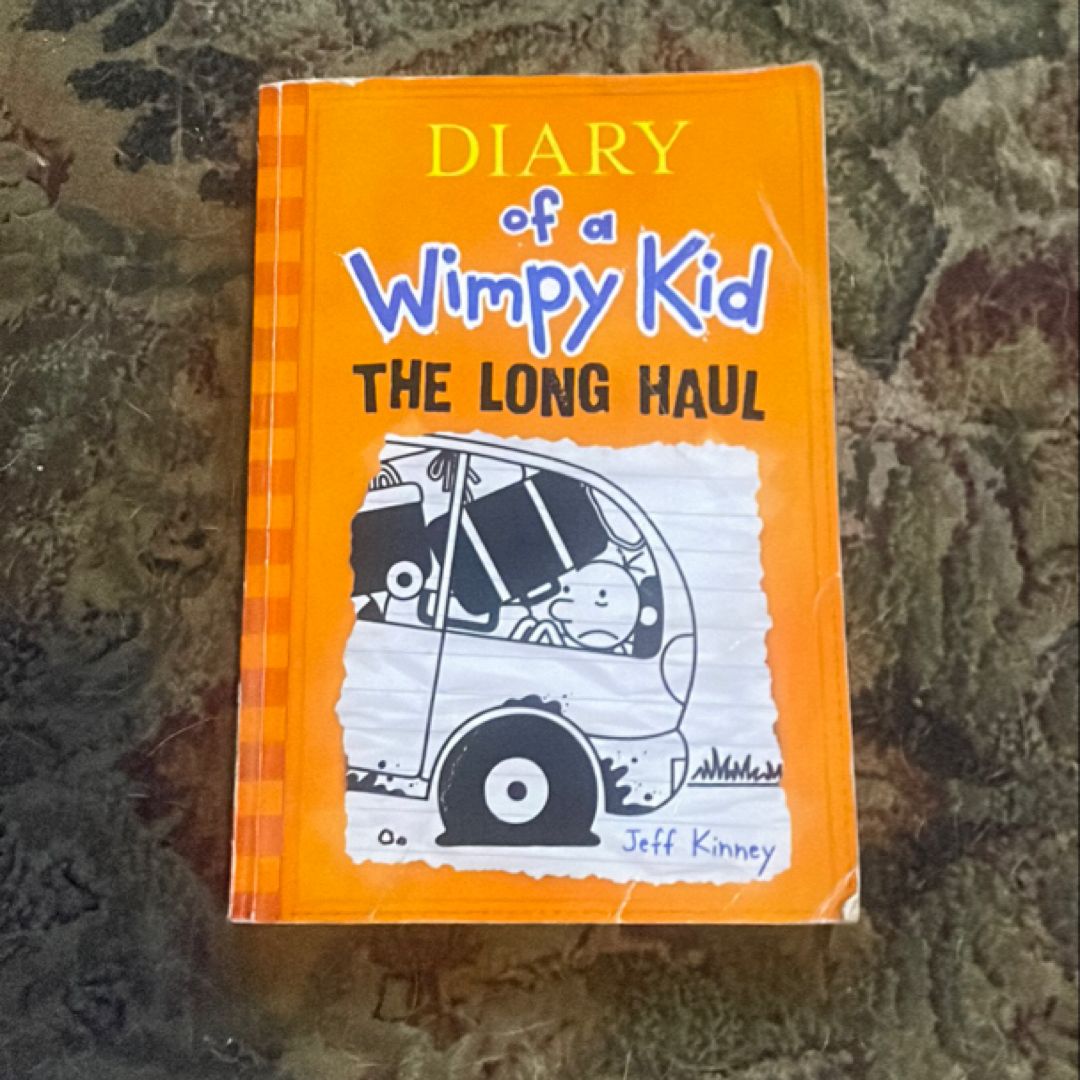 DIARY
of a
Wimpy Kid
THE LONG HAUL
Jeff Kinney